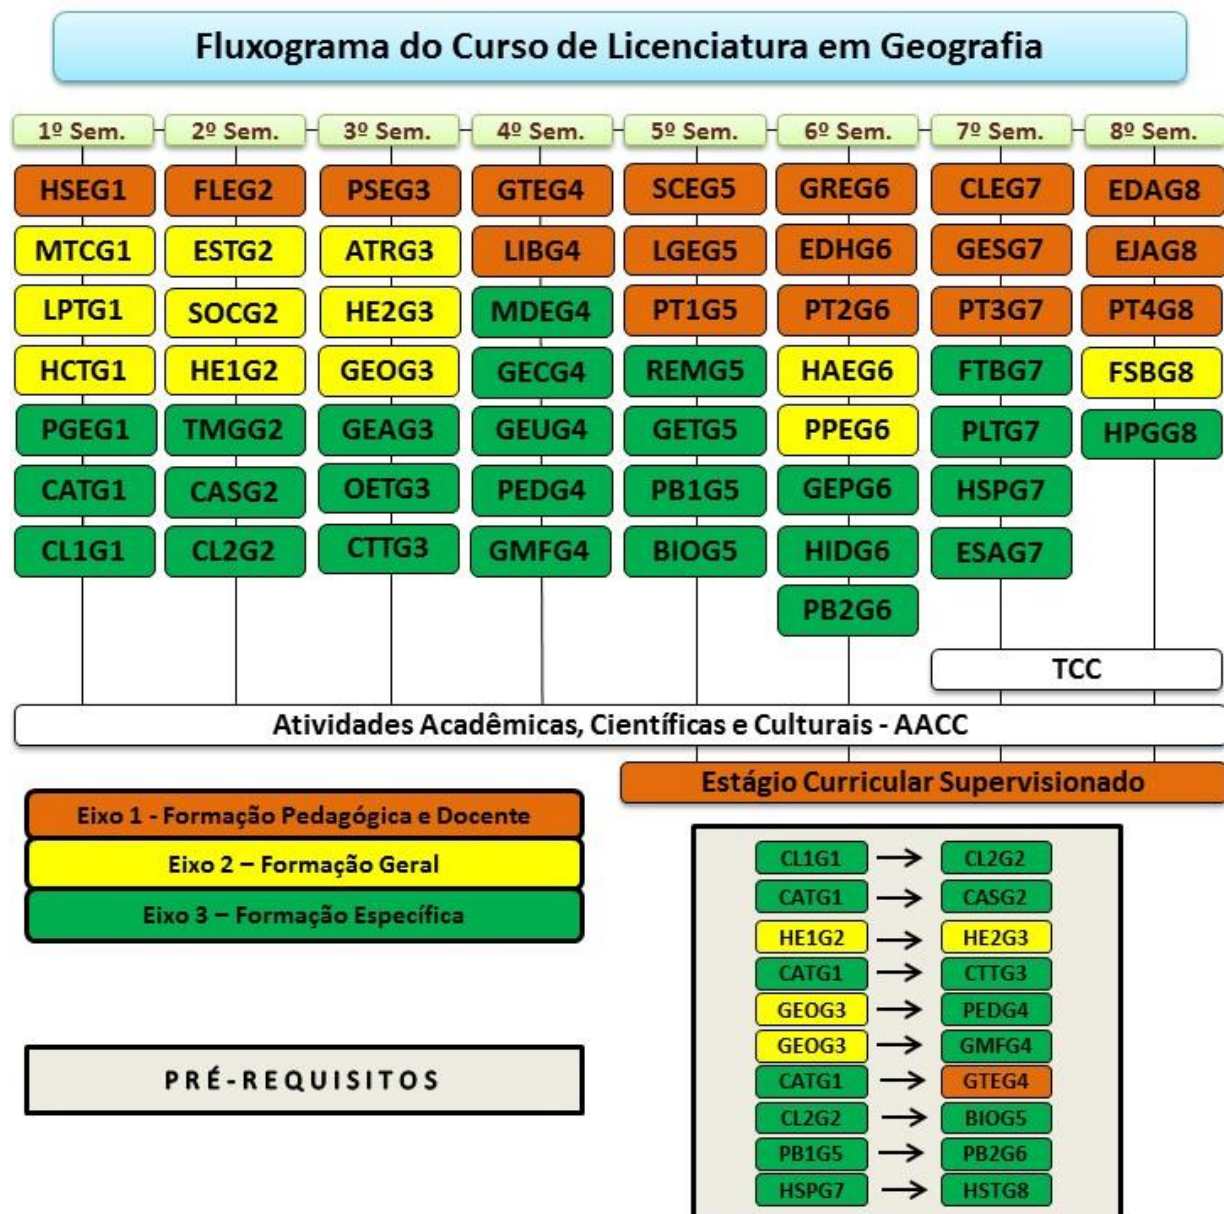 Fluxograma do Curso de Licenciatura em Geografia
1º Sem. 2º Sem. 3º Sem. 4º Sem. 5º Sem. 6º Sem. 7º Sem. 8º Sem.
HSEG1 FLEG2 PSEG3 GTEG4 SCEG5 GREG6 CLEG7 EDAG8
MTCG1 ESTG2 ATRG3 LIBG4 LGEG5 EDHG6 GESG7 EJAG8
LPTG1 SOCG2 HE2G3 MDEG4 PT1G5 PT2G6 PT3G7 PT4G8
HCTG1 HE1G2 GEOG3 GECG4 REMG5 HAEG6 FTBG7 FSBG8
PGEG1 TMGG2 GEAG3 GEUG4 GETG5 PPEG6 PLTG7 HPGG8
CATG1 CASG2 OETG3 PEDG4 PB1G5 GEPG6 HSPG7
CL1G1 CL2G2 CTTG3 GMFG4 BIOG5 HIDG6 ESAG7
PB2G6
TCC
Atividades Acadêmicas, Científicas e Culturais - AACC
Estágio Curricular Supervisionado
Eixo 1 - Formação Pedagógica e Docente
Eixo 2 – Formação Geral
Eixo 3 – Formação Específica
PRÉ-REQUISITOS
CL1G1 → CL2G2
CATG1 → CASG2
HE1G2 → HE2G3
CATG1 → CTTG3
GEOG3 → PEDG4
GEOG3 → GMFG4
CATG1 → GTEG4
CL2G2 → BIOG5
PB1G5 → PB2G6
HSPG7 → HSTG8